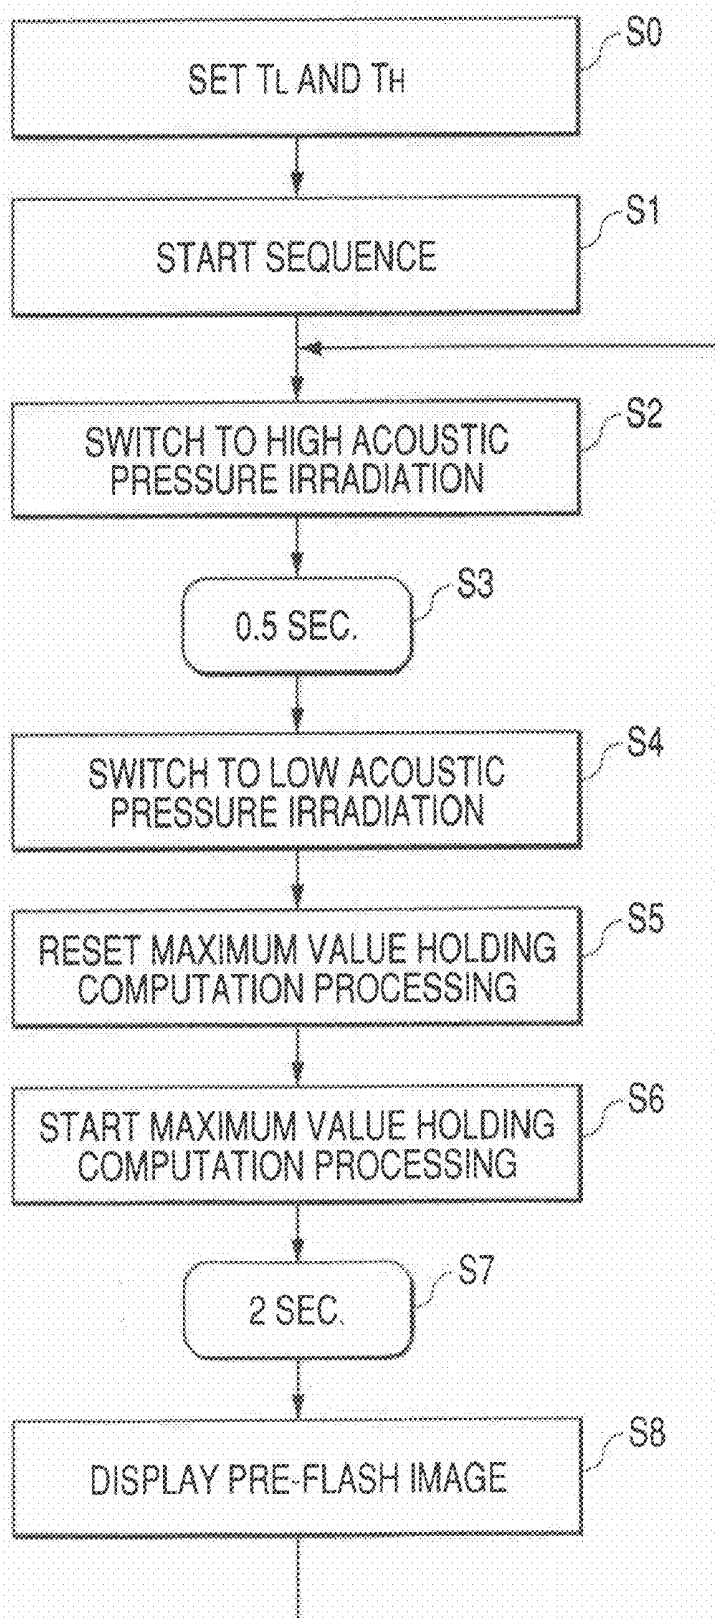 S0
SET TL AND TH
S1
START SEQUENCE
S2
SWITCH TO HIGH ACOUSTIC
PRESSURE IRRADIATION
S3
0.5 SEC.
S4
SWITCH TO LOW ACOUSTIC
PRESSURE IRRADIATION
S5
RESET MAXIMUM VALUE HOLDING
COMPUTATION PROCESSING
S6
START MAXIMUM VALUE HOLDING
COMPUTATION PROCESSING
S7
2 SEC.
S8
DISPLAY PRE-FLASH IMAGE